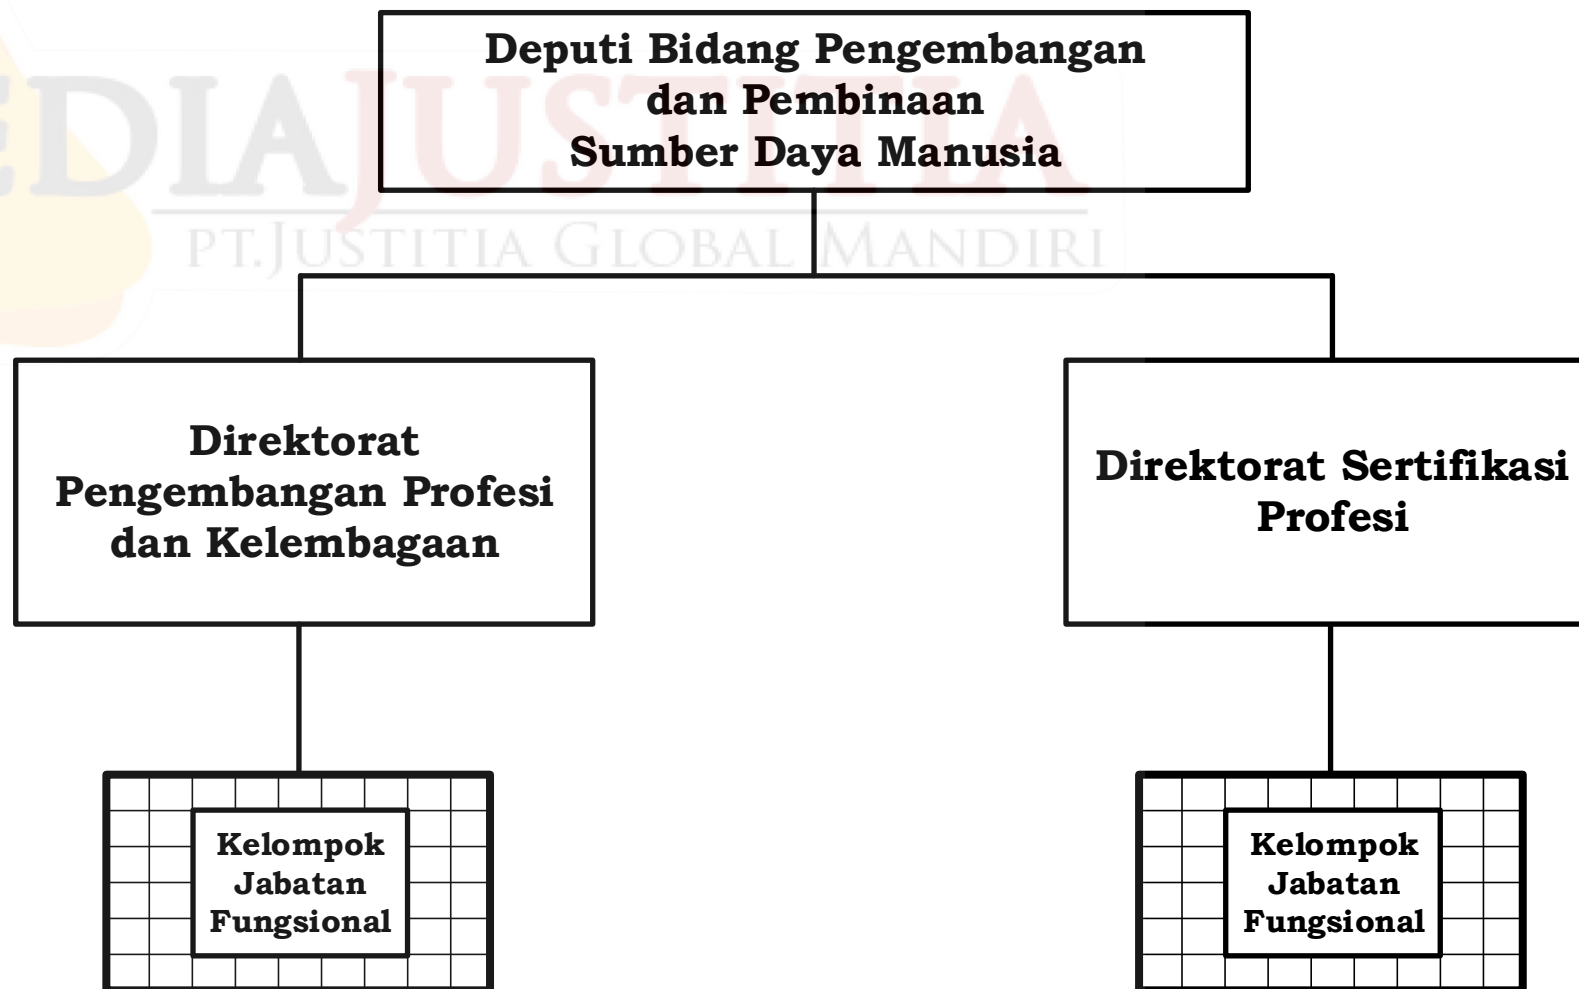 Deputi Bidang Pengembangan
dan Pembinaan
Sumber Daya Manusia
EDIAJUSTITIA
PT.JUSTITIA GLOBAL MANDIRI
Direktorat
Pengembangan Profesi
dan Kelembagaan
Direktorat Sertifikasi
Profesi
Kelompok
Jabatan
Fungsional
Kelompok
Jabatan
Fungsional